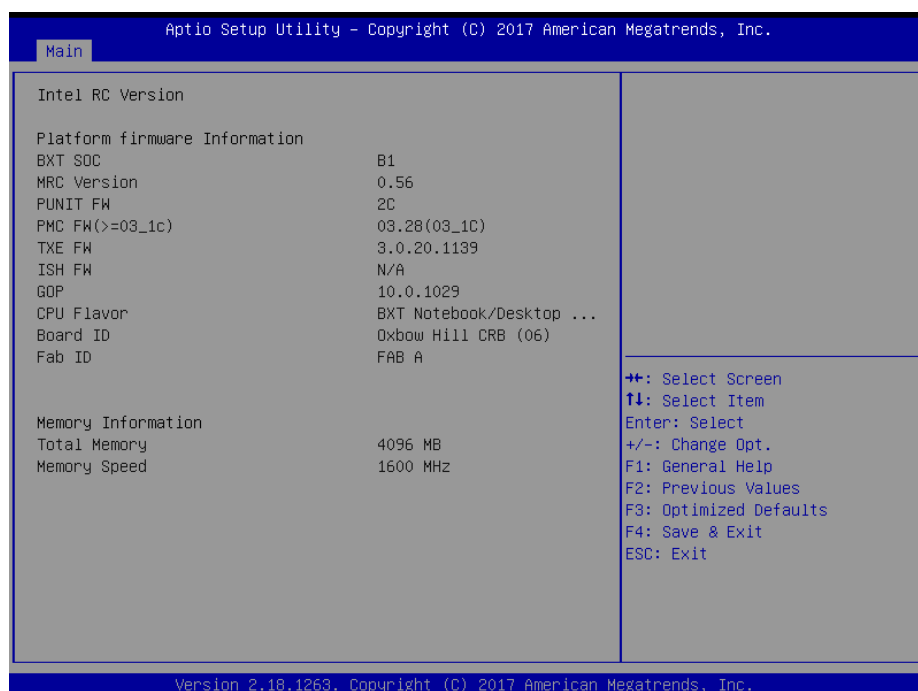 Aptio Setup Utility – Copyright (C) 2017 American Megatrends, Inc.
Main
Intel RC Version
Platform firmware Information
BXT SOC B1
MRC Version 0.56
PUNIT FW 2C
PMC FW(>=03_1c) 03.28(03_1C)
TXE FW 3.0.20.1139
ISH FW N/A
GOP 10.0.1029
CPU Flavor BXT Notebook/Desktop ...
Board ID Oxbow Hill CRB (06)
Fab ID FAB A
Memory Information
Total Memory 4096 MB
Memory Speed 1600 MHz
→←: Select Screen
↑↓: Select Item
Enter: Select
+/-: Change Opt.
F1: General Help
F2: Previous Values
F3: Optimized Defaults
F4: Save & Exit
ESC: Exit
Version 2.18.1263. Copyright (C) 2017 American Megatrends, Inc.